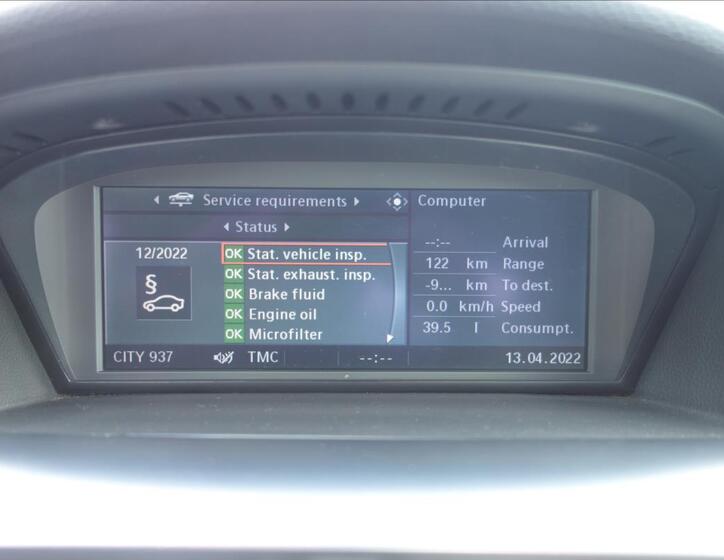 Service requirements
Status
12/2022
§
OK Stat. vehicle insp.
OK Stat. exhaust. insp.
OK Brake fluid
OK Engine oil
OK Microfilter
Computer
--:-- Arrival
122 km Range
-9... km To dest.
0.0 km/h Speed
39.5 l Consumpt.
CITY 937 TMC --:-- 13.04.2022